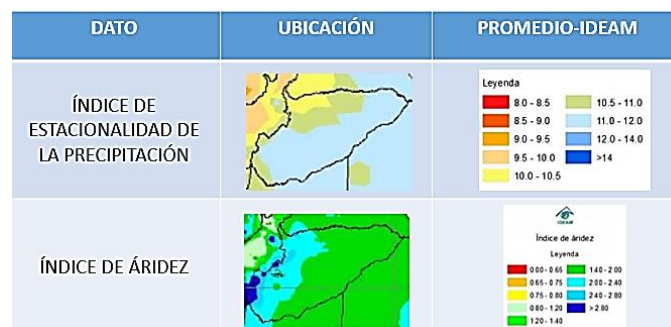 DATO
UBICACIÓN
PROMEDIO-IDEAM
ÍNDICE DE
ESTACIONALIDAD DE
LA PRECIPITACIÓN
Leyenda
8.0 - 8.5
10.5 - 11.0
8.5 - 9.0
11.0 - 12.0
9.0 - 9.5
12.0 - 14.0
9.5 - 10.0
>14
10.0 - 10.5
ÍNDICE DE ÁRIDEZ
IDEAM
Índice de áridez
Leyenda
0.00 - 0.65
1.40 - 2.00
0.65 - 0.75
2.00 - 2.40
0.75 - 0.80
2.40 - 2.80
0.80 - 1.20
> 2.80
1.20 - 1.40